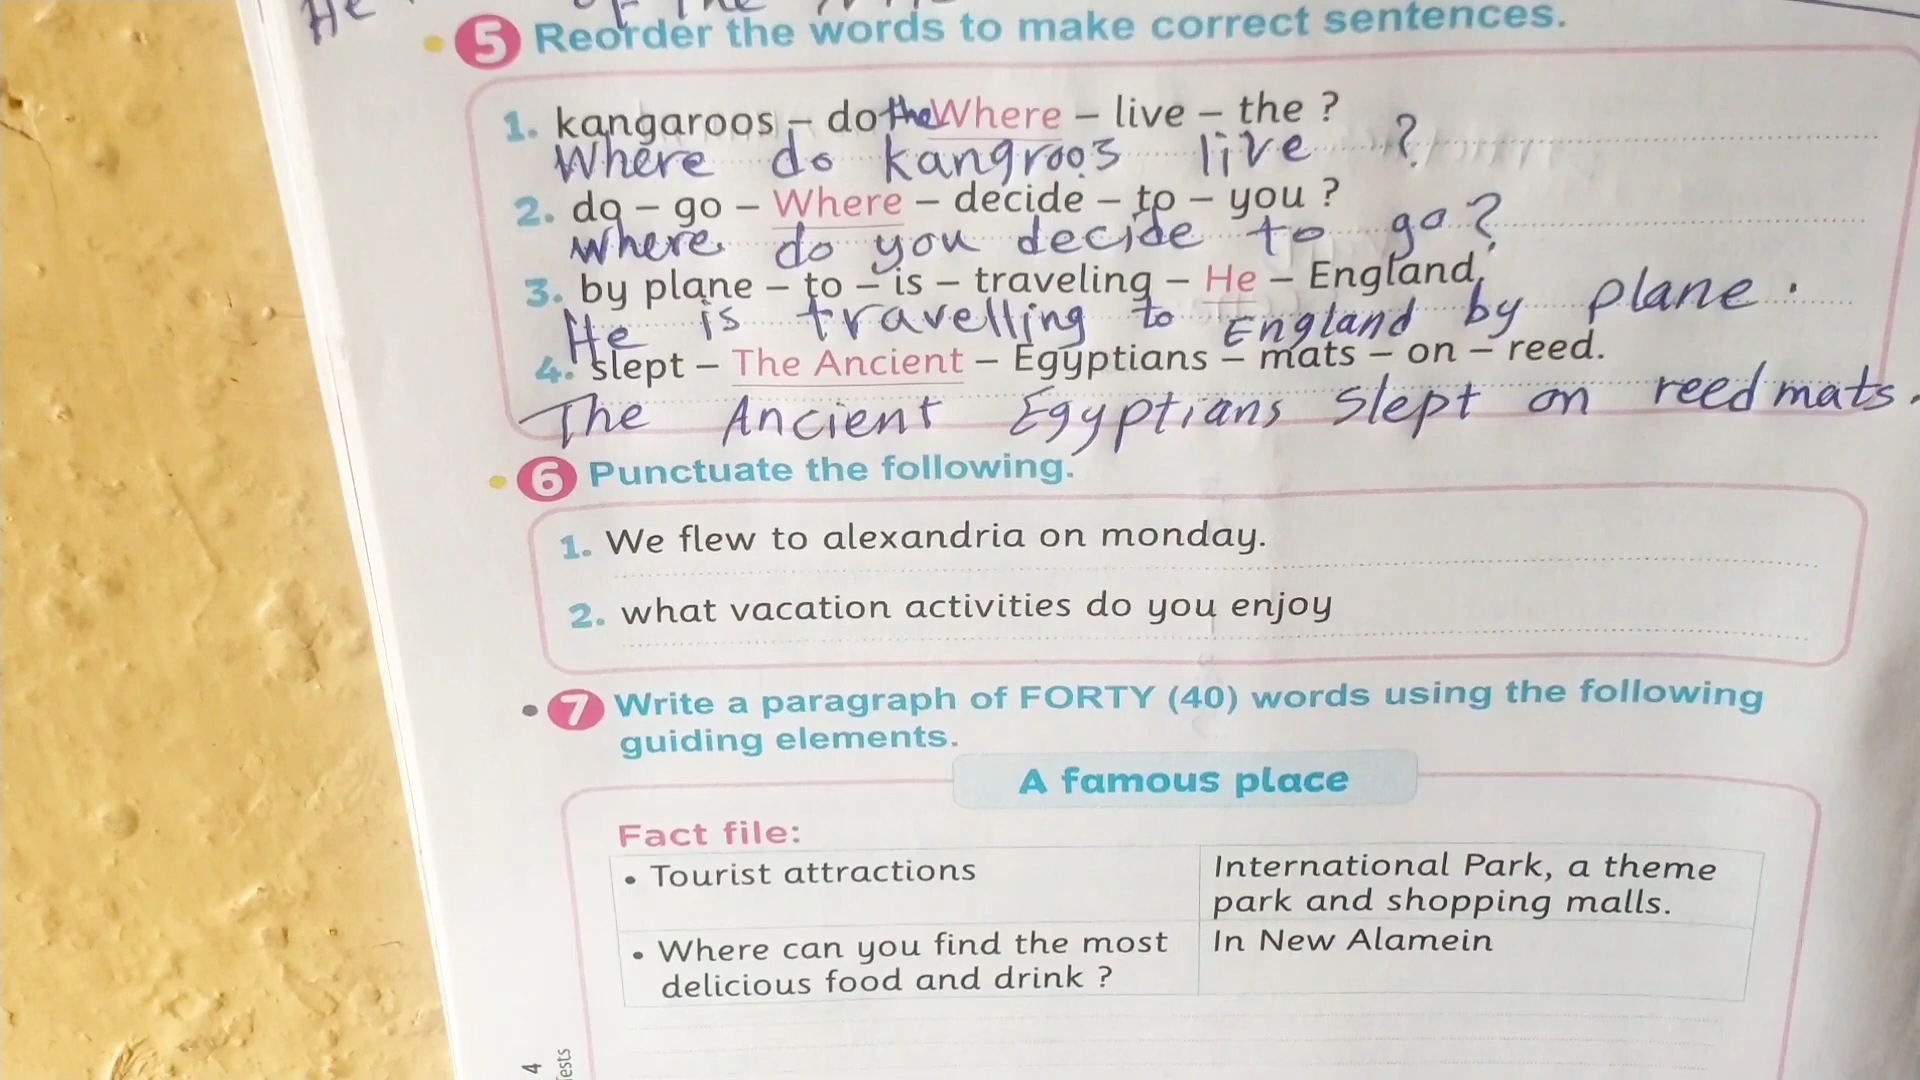 He of the
5 Reorder the words to make correct sentences.
1. kangaroos – do – Where – live – the ?
the
Where do kangroos live ?
2. do – go – Where – decide – to – you ?
Where do you decide to go ?
3. by plane – to – is – traveling – He – England.
He is travelling to England by plane .
4. slept – The Ancient – Egyptians – mats – on – reed.
The Ancient Egyptians slept on reed mats.
6 Punctuate the following.
1. We flew to alexandria on monday.
2. what vacation activities do you enjoy
7 Write a paragraph of FORTY (40) words using the following
guiding elements.
A famous place
Fact file:
• Tourist attractions
International Park, a theme
park and shopping malls.
• Where can you find the most
delicious food and drink ?
In New Alamein
4